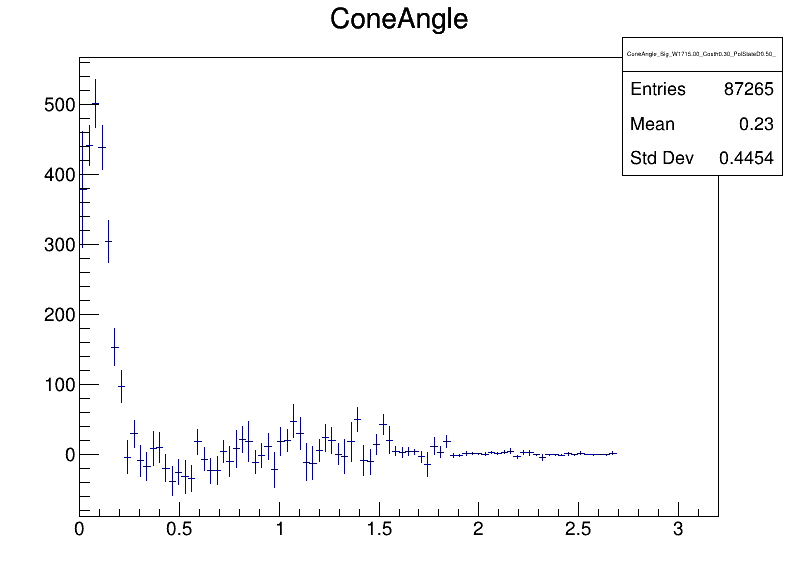 ConeAngle
ConeAngle_Sig_W1715.00_Costh0.30_PolStateD0.50_
Entries 87265
Mean 0.23
Std Dev 0.4454
500
400
300
200
100
0
0 0.5 1 1.5 2 2.5 3